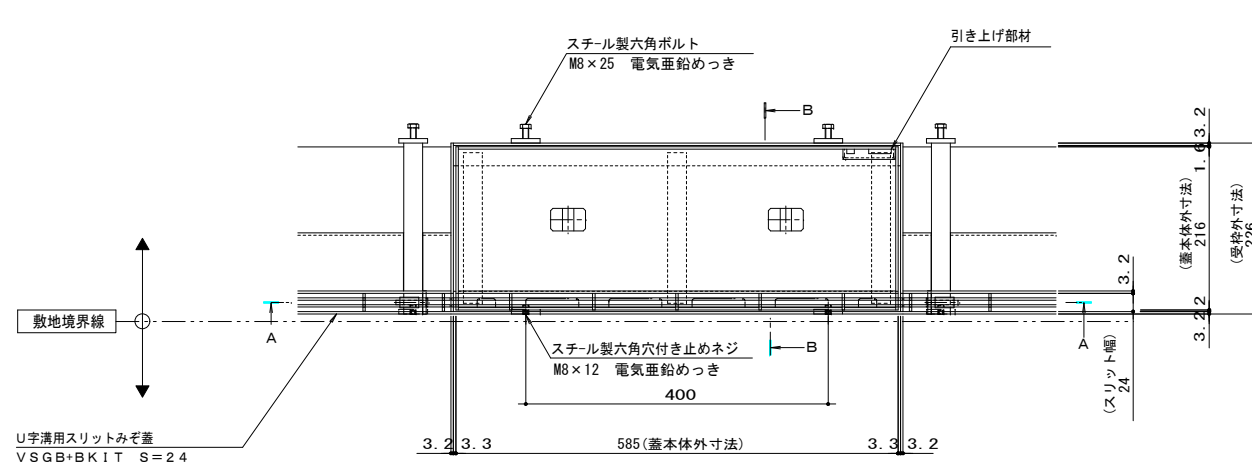 スチ-ル製六角ボルト
M8×25 電気亜鉛めっき
引き上げ部材
B
3.2
1.6
(蓋本体外寸法)
216
(受枠外寸法)
226
3.2
3.2
敷地境界線
A
A
スチ-ル製六角穴付き止めネジ
M8×12 電気亜鉛めっき
B
(スリット幅)
24
400
U字溝用スリットみぞ蓋
VSGB+BKIT S=24
3.2 3.3
585(蓋本体外寸法)
3.3 3.2